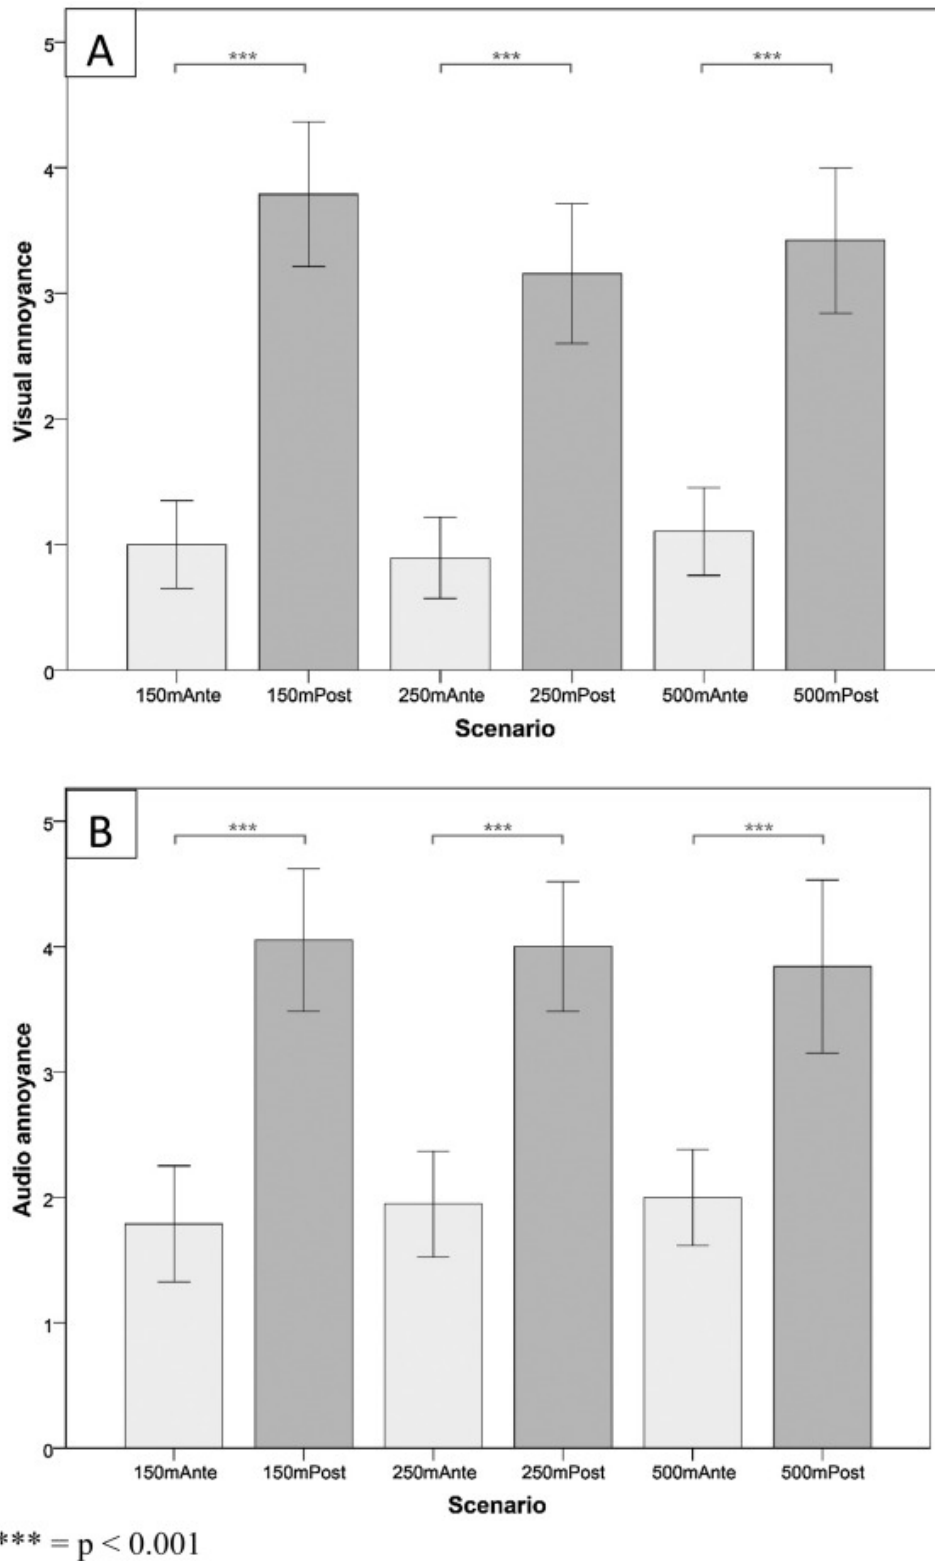 A
5
*** *** ***
4
3
2
1
0
Visual annoyance
150mAnte 150mPost 250mAnte 250mPost 500mAnte 500mPost
Scenario
B
5
*** *** ***
4
3
2
1
0
Audio annoyance
150mAnte 150mPost 250mAnte 250mPost 500mAnte 500mPost
Scenario
*** = p < 0.001